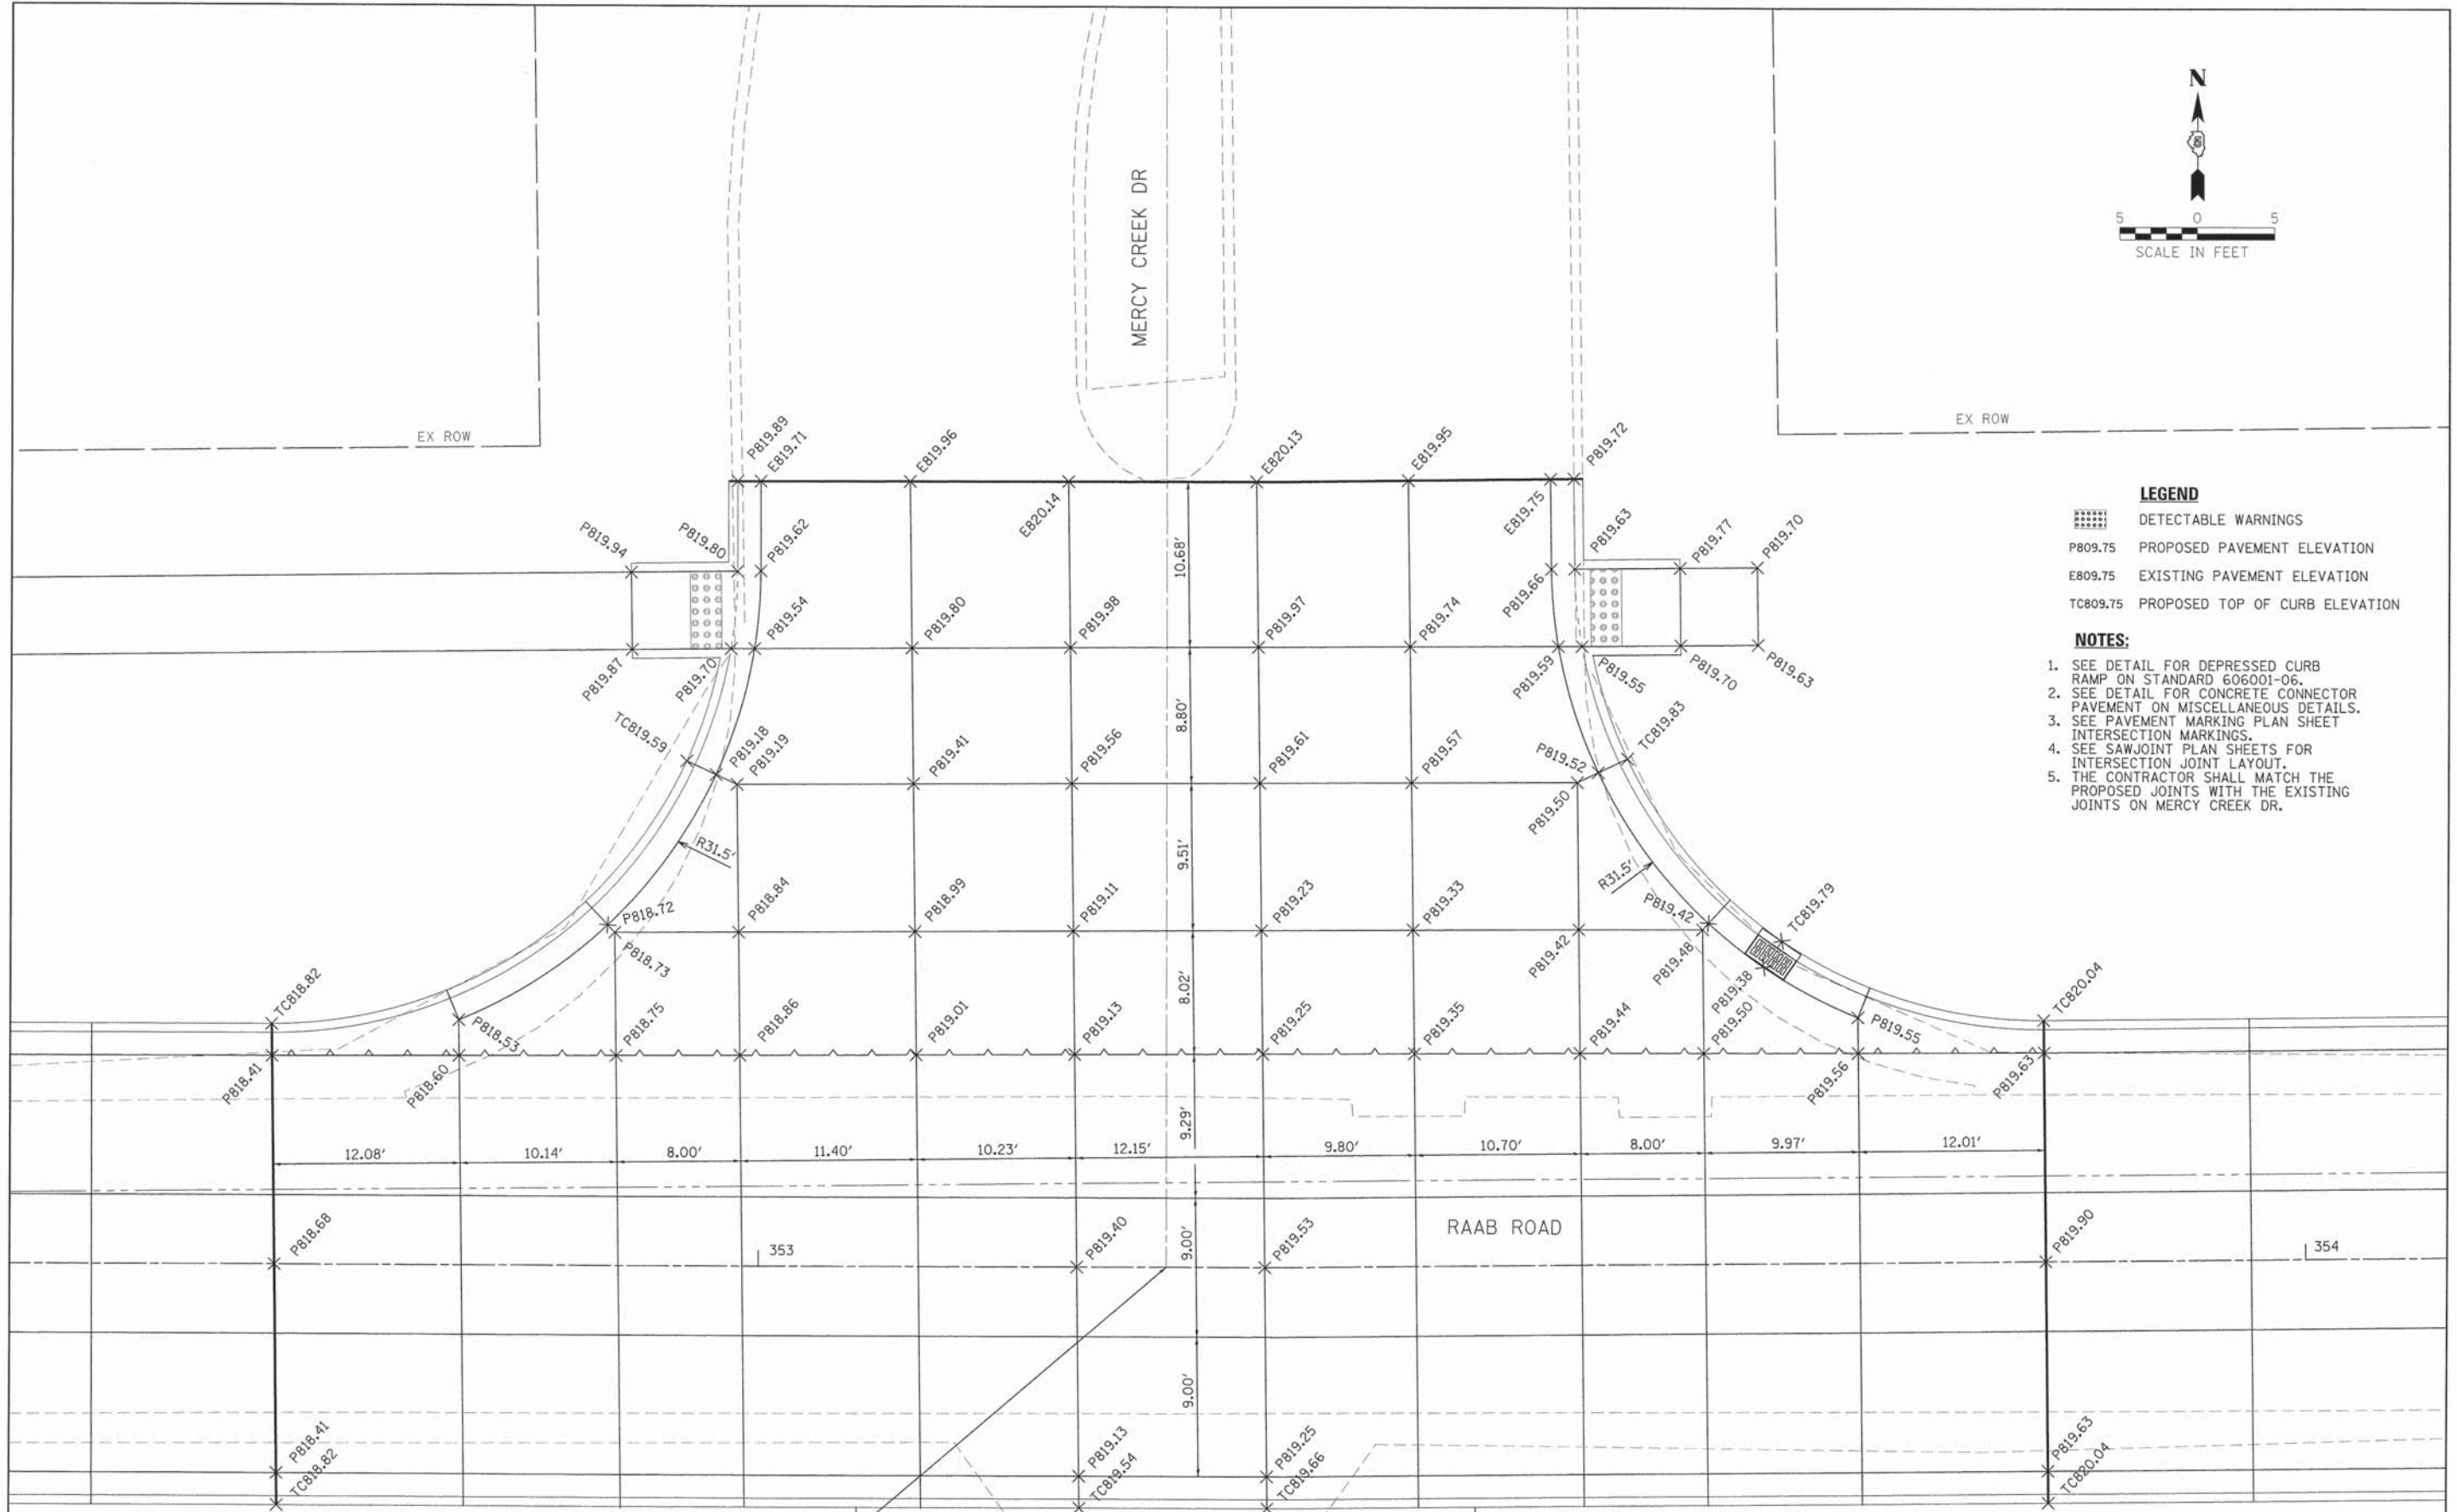 MERCY CREEK DR
N
5 0 5
SCALE IN FEET
EX ROW
EX ROW
P819.89
E819.71
E819.96
E820.14
E820.13
E819.95
E819.75
P819.72
LEGEND
DETECTABLE WARNINGS
P809.75 PROPOSED PAVEMENT ELEVATION
E809.75 EXISTING PAVEMENT ELEVATION
TC809.75 PROPOSED TOP OF CURB ELEVATION
NOTES:
1. SEE DETAIL FOR DEPRESSED CURB
RAMP ON STANDARD 606001-06.
2. SEE DETAIL FOR CONCRETE CONNECTOR
PAVEMENT ON MISCELLANEOUS DETAILS.
3. SEE PAVEMENT MARKING PLAN SHEET
INTERSECTION MARKINGS.
4. SEE SAWJOINT PLAN SHEETS FOR
INTERSECTION JOINT LAYOUT.
5. THE CONTRACTOR SHALL MATCH THE
PROPOSED JOINTS WITH THE EXISTING
JOINTS ON MERCY CREEK DR.
P819.94
P819.80
P819.62
10.68'
P819.63
P819.77
P819.70
P819.66
P819.87
P819.70
P819.54
P819.80
P819.98
P819.97
P819.74
P819.59
P819.55
P819.70
P819.63
TC819.59
P819.18
P819.19
P819.41
P819.56
8.80'
P819.61
P819.57
P819.52
P819.50
TC819.83
R31.5'
9.51'
R31.5'
P818.72
P818.73
P818.84
P818.99
P819.11
P819.23
P819.33
P819.42
P819.42
P819.48
TC819.79
P819.38
TC818.82
P818.41
P818.53
P818.60
P818.75
P818.86
P819.01
P819.13
8.02'
P819.25
P819.35
P819.44
P819.50
P819.55
P819.56
P819.63
TC820.04
9.29'
12.08' 10.14' 8.00' 11.40' 10.23' 12.15' 9.80' 10.70' 8.00' 9.97' 12.01'
RAAB ROAD
P818.68
353
P819.40
9.00'
P819.53
P819.90
354
9.00'
P818.41
TC818.82
P819.13
TC819.54
P819.25
TC819.66
P819.63
TC820.04